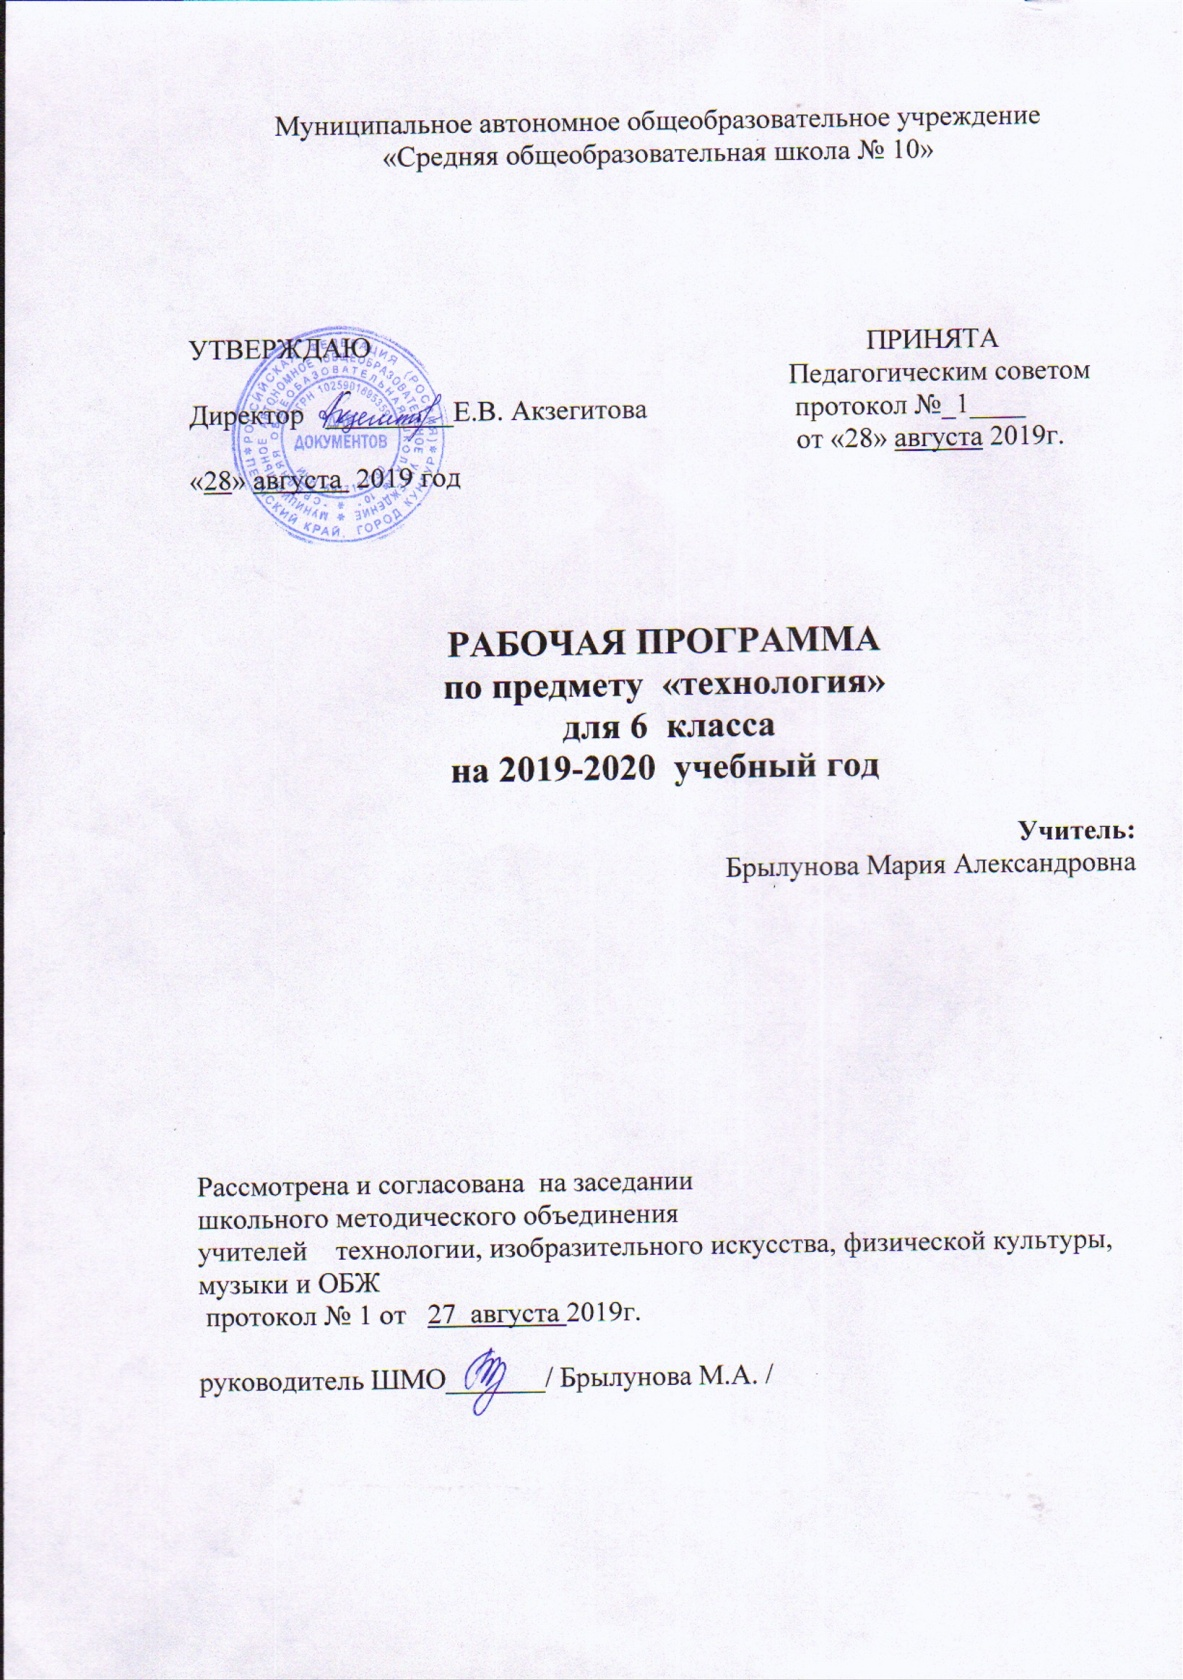 Муниципальное автономное общеобразовательное учреждение
«Средняя общеобразовательная школа № 10»
УТВЕРЖДАЮ
Директор _________Е.В. Акзегитова
«28» августа 2019 год
ПРИНЯТА
Педагогическим советом
протокол №_1____
от «28» августа 2019г.
ДОКУМЕНТОВ
РАБОЧАЯ ПРОГРАММА
по предмету «технология»
для 6 класса
на 2019-2020 учебный год
Учитель:
Брылунова Мария Александровна
Рассмотрена и согласована на заседании
школьного методического объединения
учителей технологии, изобразительного искусства, физической культуры,
музыки и ОБЖ
протокол № 1 от 27 августа 2019г.
руководитель ШМО_______/ Брылунова М.А. /